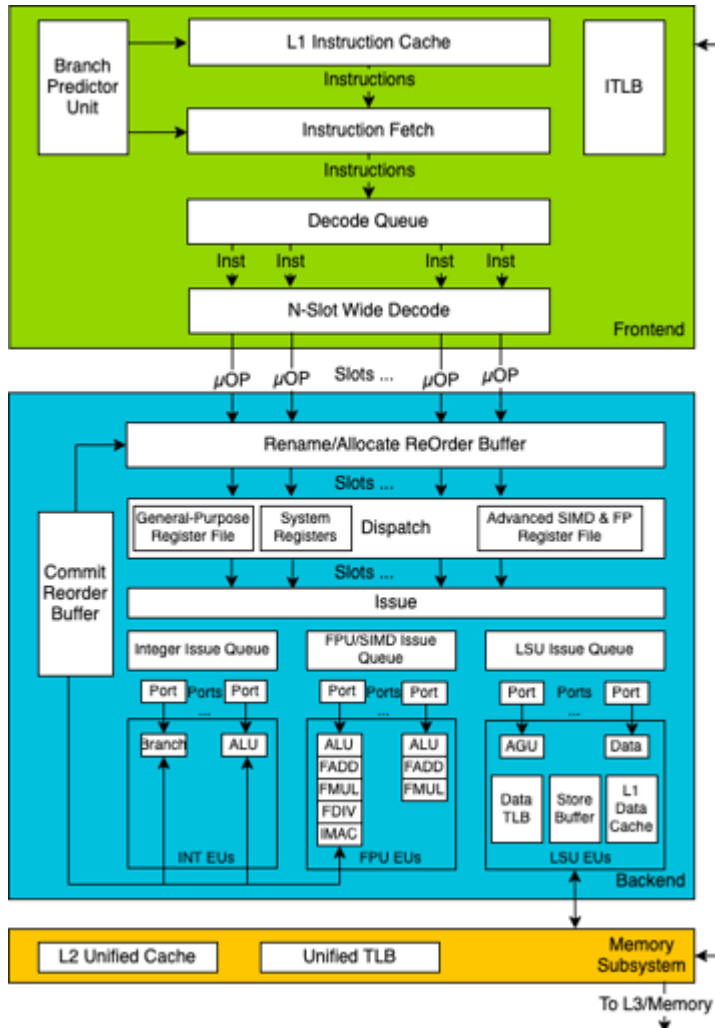 L1 Instruction Cache
Branch
Predictor
Unit
Instructions
ITLB
Instruction Fetch
Instructions
Decode Queue
Inst Inst Inst Inst
N-Slot Wide Decode
Frontend
μOP μOP Slots ... μOP μOP
Rename/Allocate ReOrder Buffer
Slots ...
General-Purpose
Register File
System
Registers
Dispatch
Advanced SIMD & FP
Register File
Commit
Reorder
Buffer
Slots ...
Issue
Integer Issue Queue
FPU/SIMD Issue
Queue
LSU Issue Queue
Port Ports Port
...
Port Ports Port
...
Port Ports Port
...
Branch ALU
INT EUs
ALU
FADD
FMUL
FDIV
IMAC
ALU
FADD
FMUL
FPU EUs
AGU Data
Data
TLB
Store
Buffer
L1
Data
Cache
LSU EUs
Backend
L2 Unified Cache
Unified TLB
Memory
Subsystem
To L3/Memory